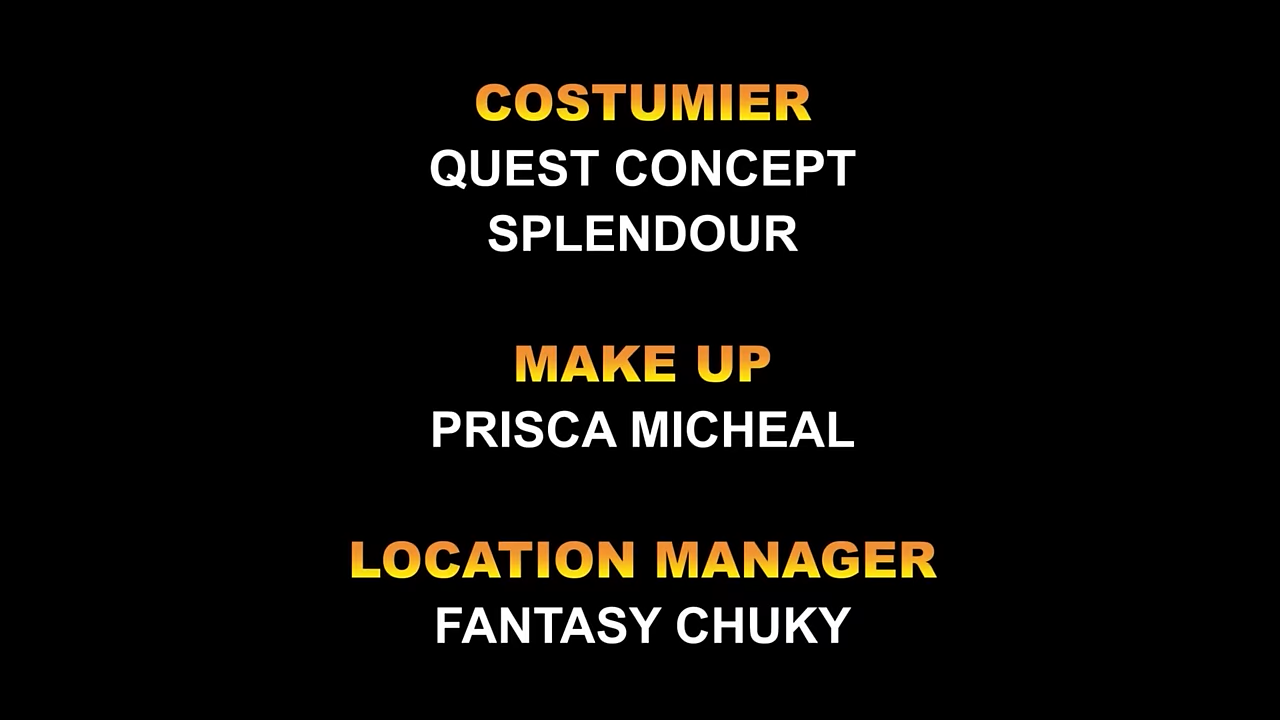 COSTUMIER
QUEST CONCEPT
SPLENDOUR
MAKE UP
PRISCA MICHEAL
LOCATION MANAGER
FANTASY CHUKY